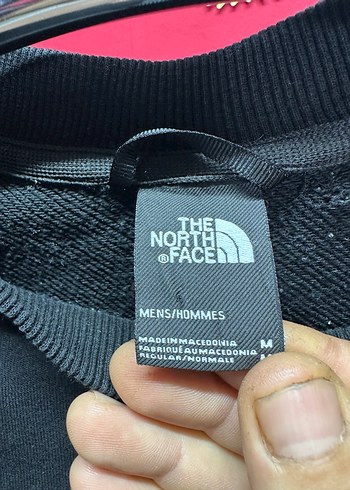 THE
NORTH
FACE
®
MENS/HOMMES
MADE IN MACEDONIA M
FABRIQUÉ AU MACEDONIA
REGULAR/NORMALE